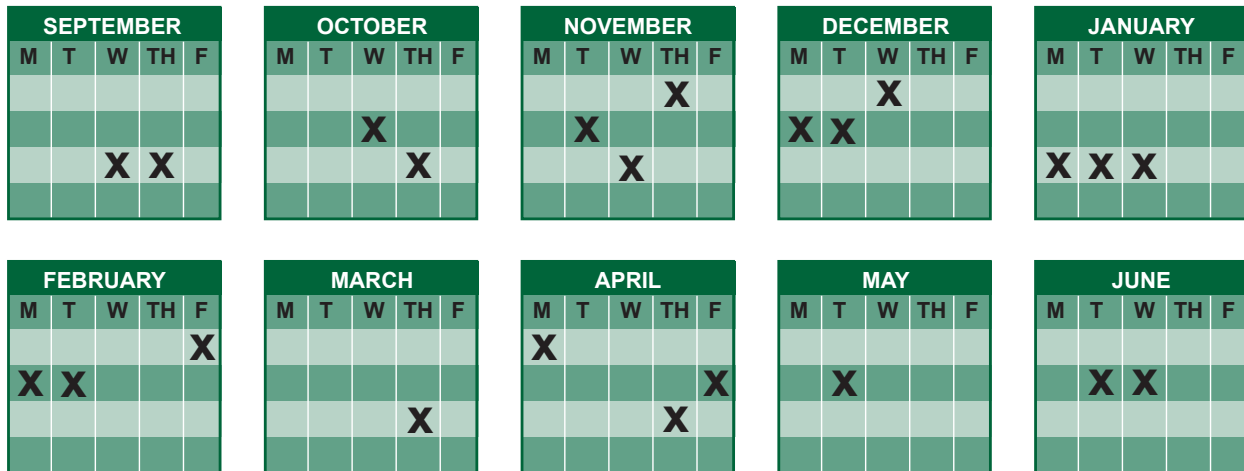 SEPTEMBER OCTOBER NOVEMBER DECEMBER JANUARY
M T W TH F M T W TH F M T W TH F M T W TH F M T W TH F
X X
X X X
X X X X X X X X
FEBRUARY MARCH APRIL MAY JUNE
M T W TH F M T W TH F M T W TH F M T W TH F M T W TH F
X X
X X X X X X
X X